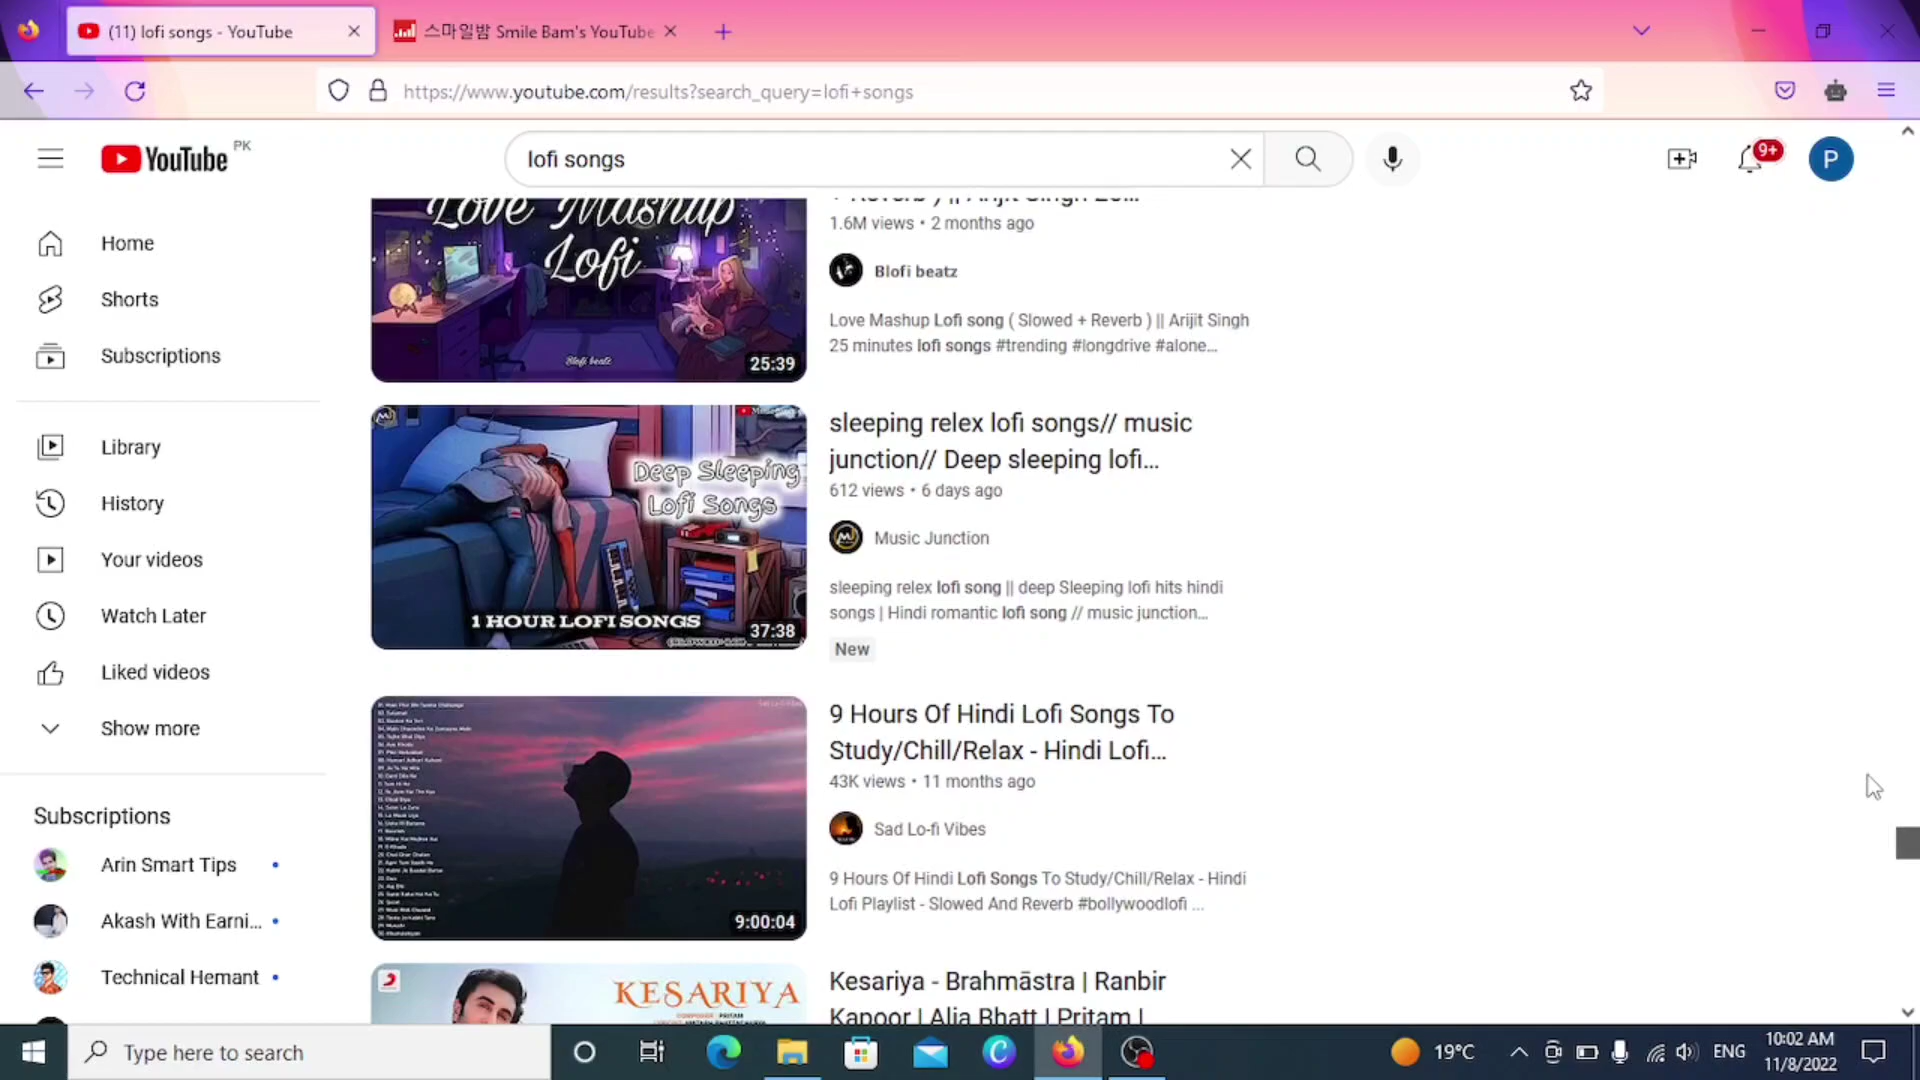 (11) lofi songs - YouTube
스마일밤 Smile Bam's YouTube
https://www.youtube.com/results?search_query=lofi+songs
YouTube PK
lofi songs
9+
P
Home
Shorts
Subscriptions
Library
History
Your videos
Watch Later
Liked videos
Show more
Subscriptions
Arin Smart Tips
Akash With Earni...
Technical Hemant
Love Mashup
Lofi
Blofi beatz
25:39
1.6M views • 2 months ago
Blofi beatz
Love Mashup Lofi song ( Slowed + Reverb ) || Arijit Singh
25 minutes lofi songs #trending #longdrive #alone...
Deep Sleeping
Lofi Songs
1 HOUR LOFI SONGS
37:38
sleeping relex lofi songs// music
junction// Deep sleeping lofi...
612 views • 6 days ago
Music Junction
sleeping relex lofi song || deep Sleeping lofi hits hindi
songs | Hindi romantic lofi song // music junction...
New
9:00:04
9 Hours Of Hindi Lofi Songs To
Study/Chill/Relax - Hindi Lofi...
43K views • 11 months ago
Sad Lo-fi Vibes
9 Hours Of Hindi Lofi Songs To Study/Chill/Relax - Hindi
Lofi Playlist - Slowed And Reverb #bollywoodlofi ...
KESARIYA
Kesariya - Brahmāstra | Ranbir
Kapoor | Alia Bhatt | Pritam |
Type here to search
19°C
ENG
10:02 AM
11/8/2022